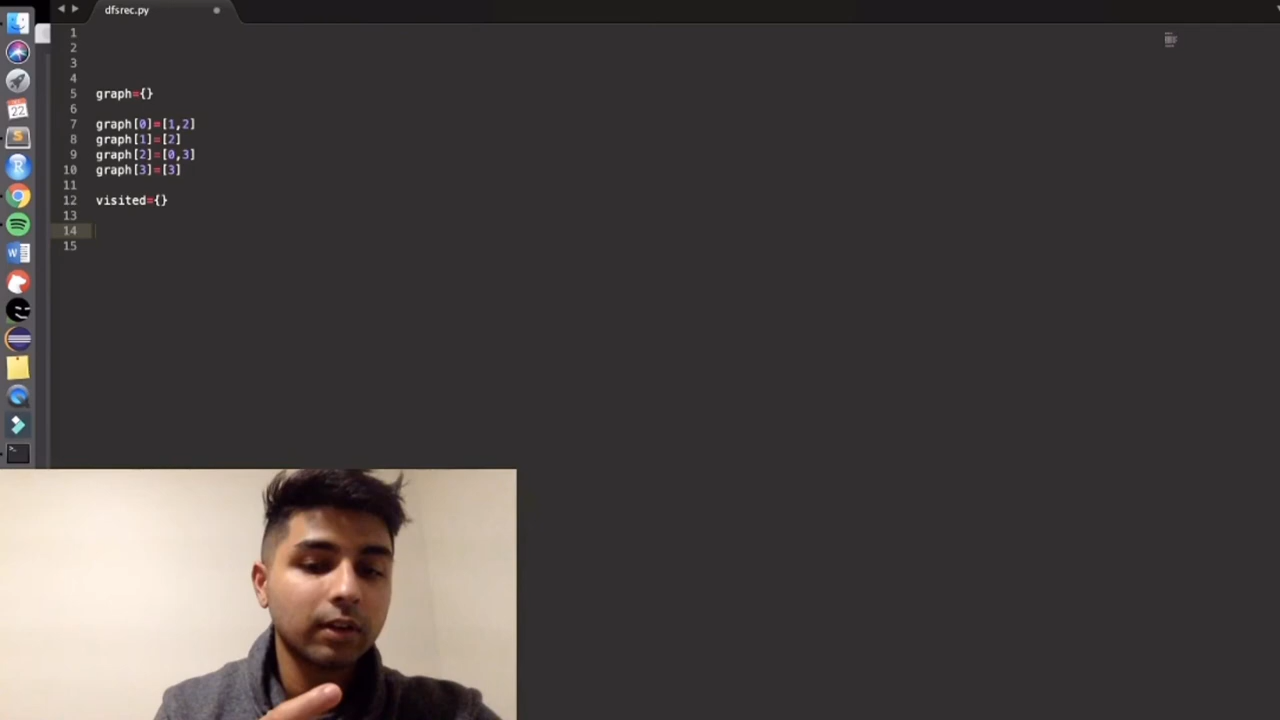 dfsrec.py
1
2
3
4
5 graph={}
6
7 graph[0]=[1,2]
8 graph[1]=[2]
9 graph[2]=[0,3]
10 graph[3]=[3]
11
12 visited={}
13
14
15
22
S
R
W
>_